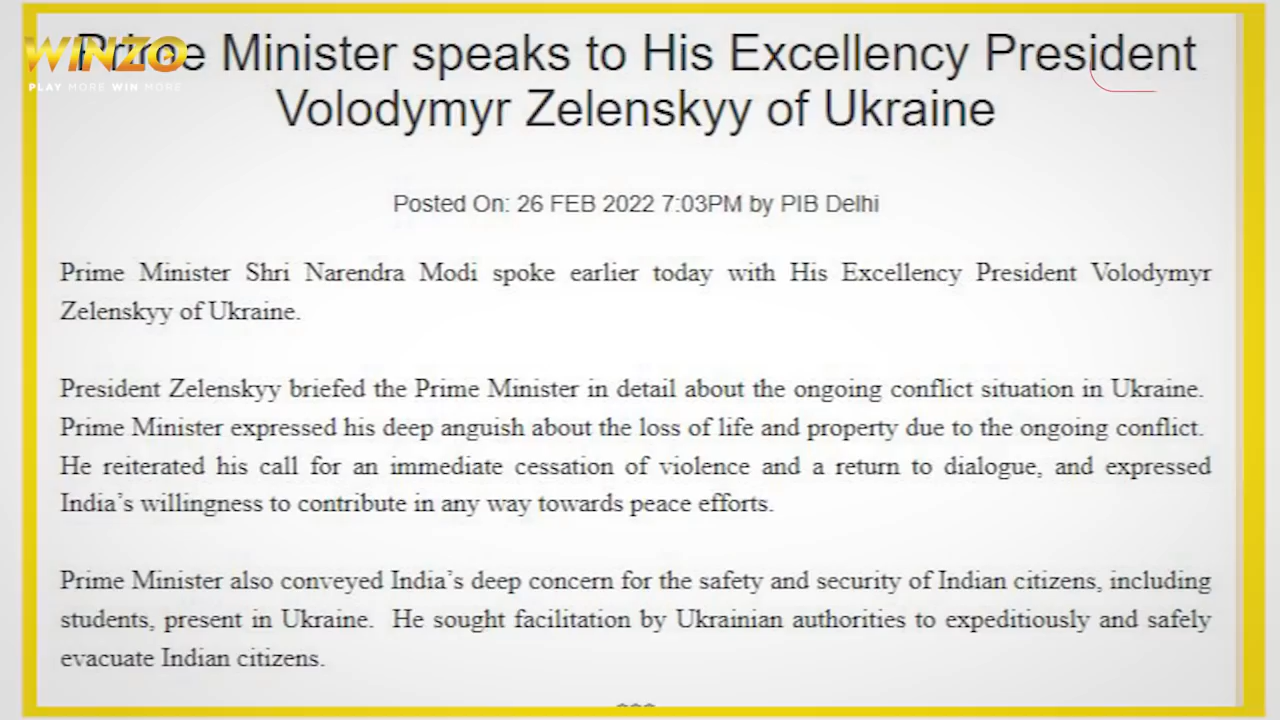 WINZO
PLAY MORE WIN MORE
Prime Minister speaks to His Excellency President
Volodymyr Zelenskyy of Ukraine
Posted On: 26 FEB 2022 7:03PM by PIB Delhi
Prime Minister Shri Narendra Modi spoke earlier today with His Excellency President Volodymyr
Zelenskyy of Ukraine.
President Zelenskyy briefed the Prime Minister in detail about the ongoing conflict situation in Ukraine.
Prime Minister expressed his deep anguish about the loss of life and property due to the ongoing conflict.
He reiterated his call for an immediate cessation of violence and a return to dialogue, and expressed
India's willingness to contribute in any way towards peace efforts.
Prime Minister also conveyed India's deep concern for the safety and security of Indian citizens, including
students, present in Ukraine. He sought facilitation by Ukrainian authorities to expeditiously and safely
evacuate Indian citizens.
***